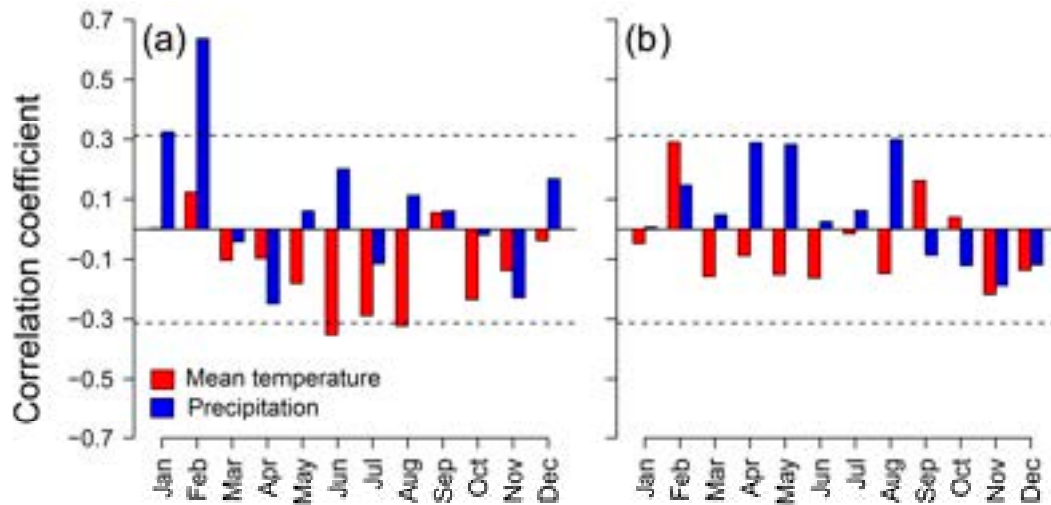 (a)
(b)
Correlation coefficient
0.7
0.5
0.3
0.1
−0.1
−0.3
−0.5
−0.7
Mean temperature
Precipitation
Jan
Feb
Mar
Apr
May
Jun
Jul
Aug
Sep
Oct
Nov
Dec
Jan
Feb
Mar
Apr
May
Jun
Jul
Aug
Sep
Oct
Nov
Dec